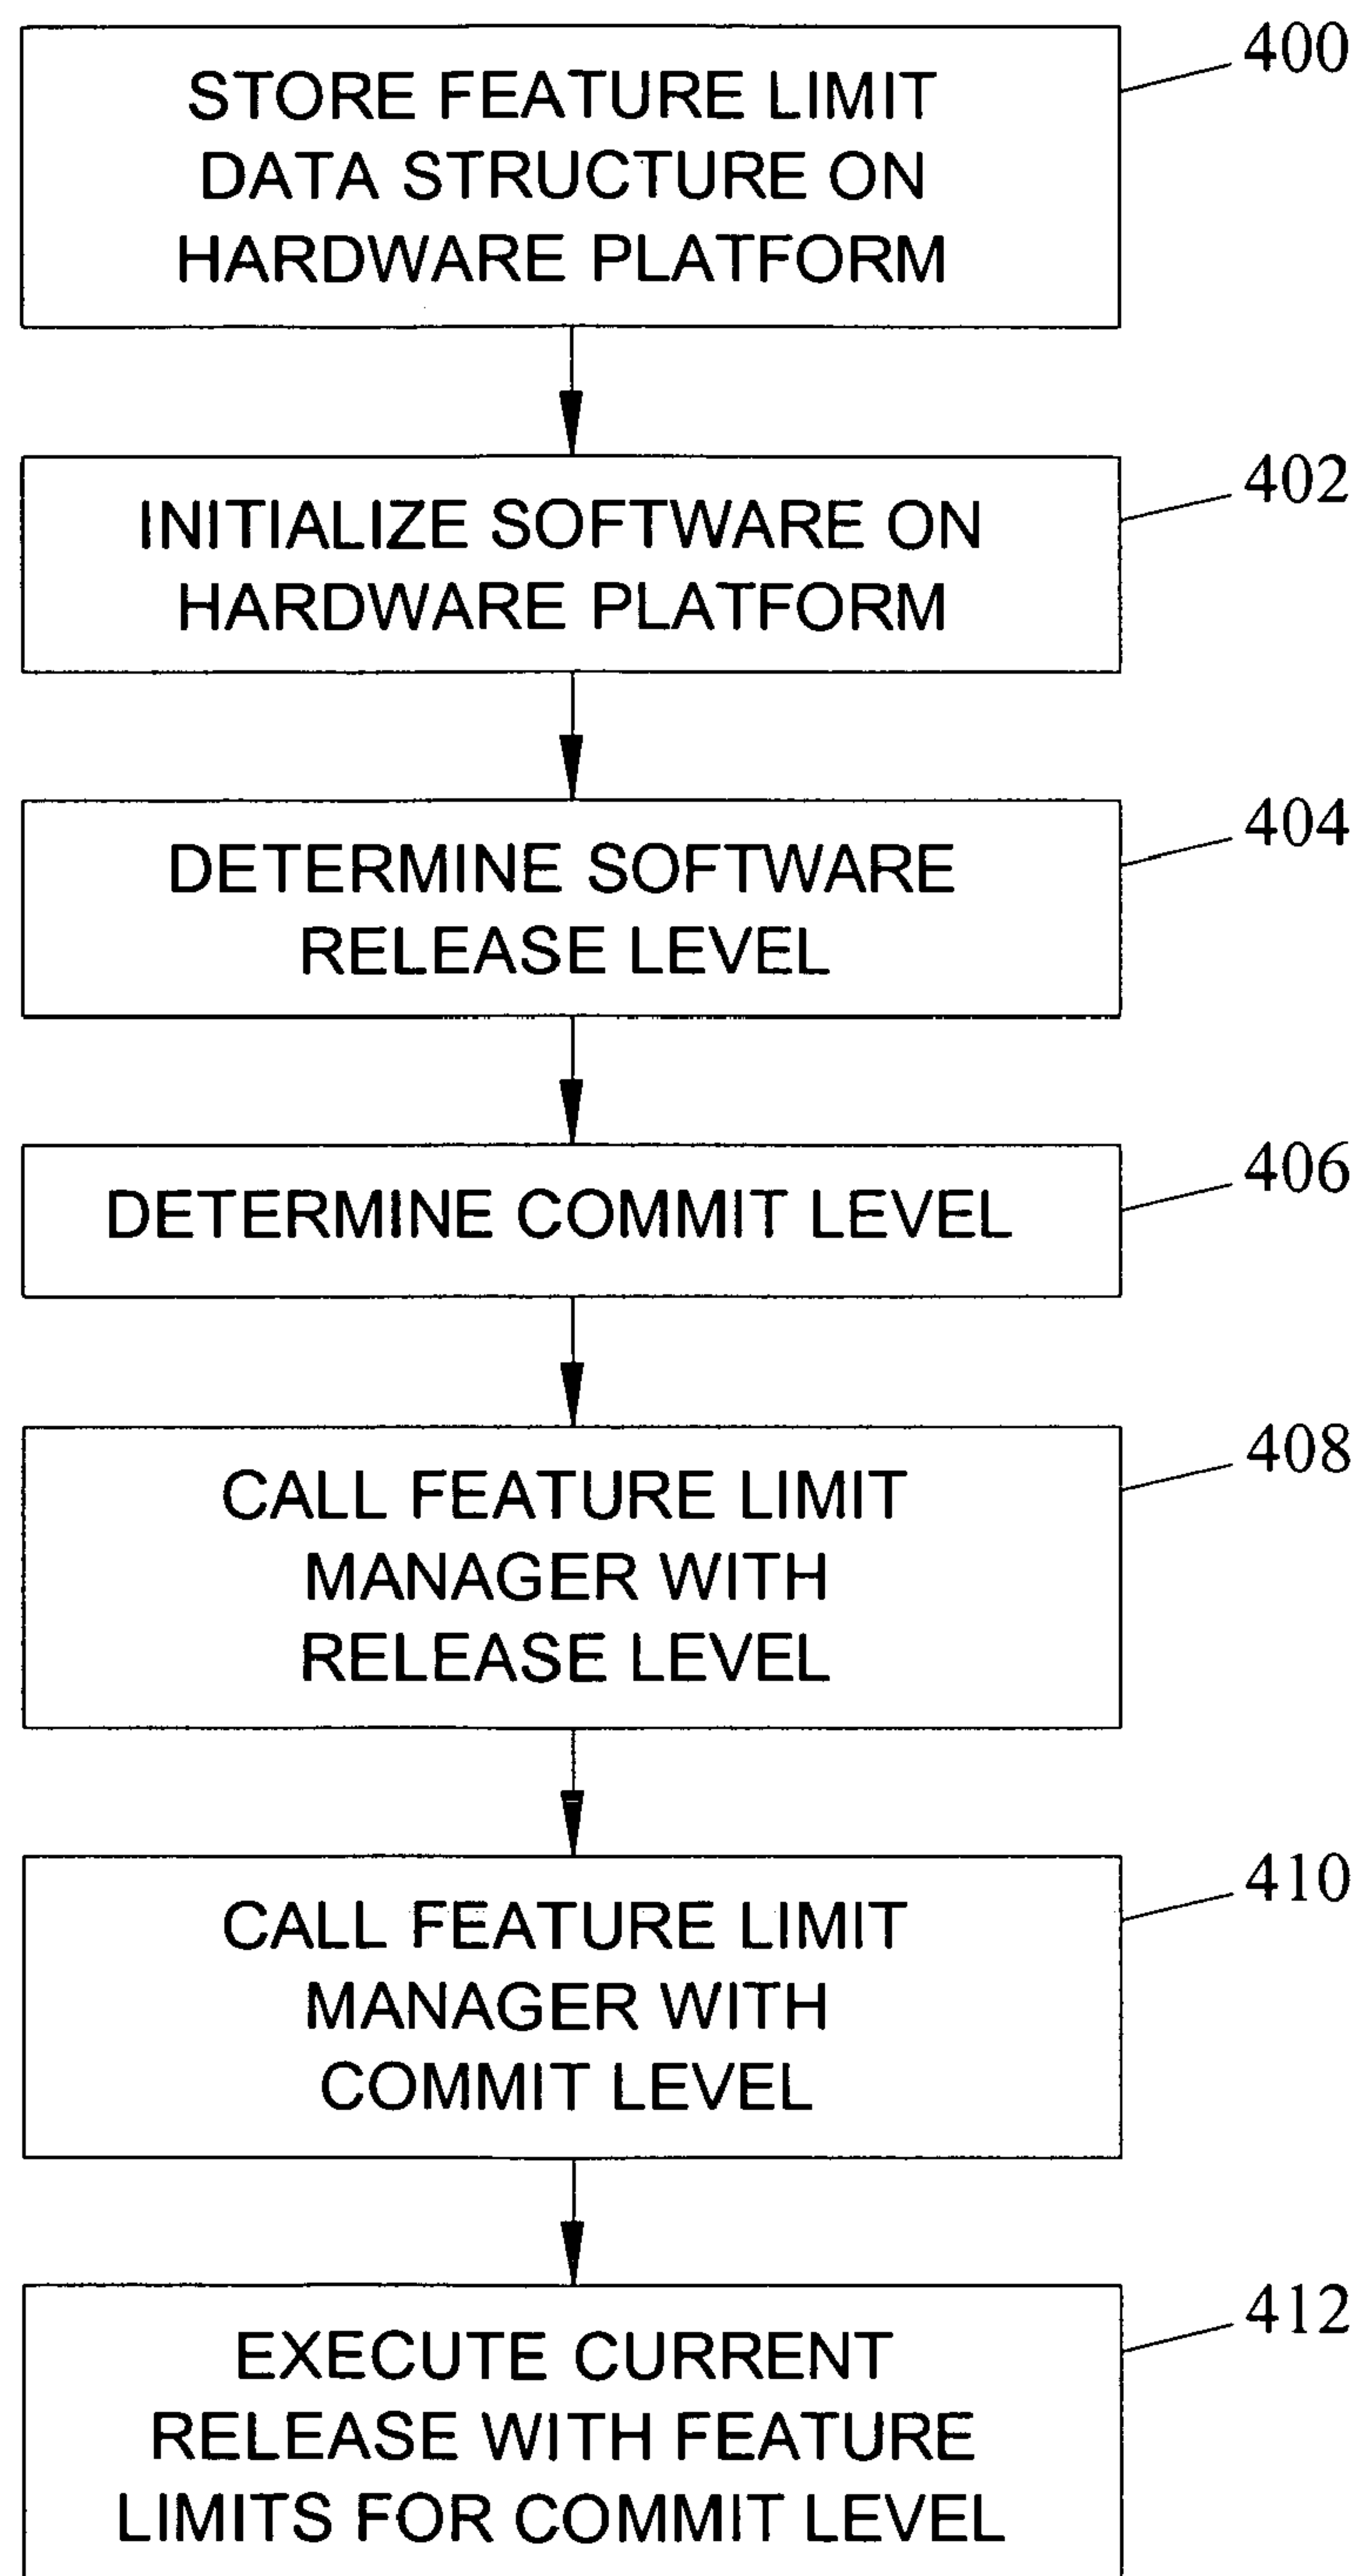 400
STORE FEATURE LIMIT
DATA STRUCTURE ON
HARDWARE PLATFORM
402
INITIALIZE SOFTWARE ON
HARDWARE PLATFORM
404
DETERMINE SOFTWARE
RELEASE LEVEL
406
DETERMINE COMMIT LEVEL
408
CALL FEATURE LIMIT
MANAGER WITH
RELEASE LEVEL
410
CALL FEATURE LIMIT
MANAGER WITH
COMMIT LEVEL
412
EXECUTE CURRENT
RELEASE WITH FEATURE
LIMITS FOR COMMIT LEVEL